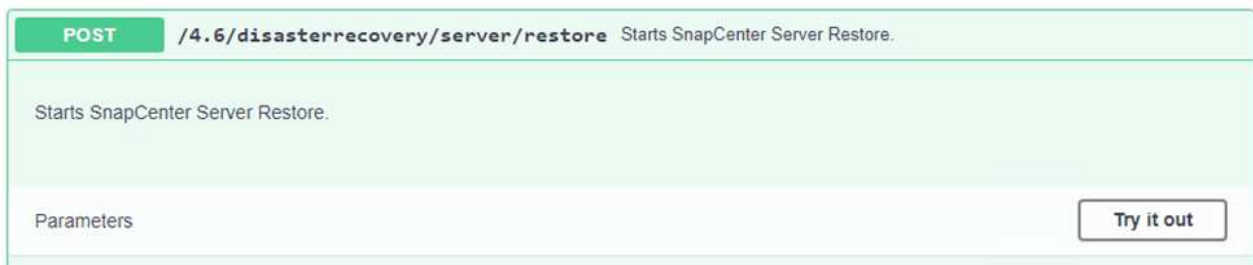 POST /4.6/disasterrecovery/server/restore Starts SnapCenter Server Restore.
Starts SnapCenter Server Restore.
Parameters Try it out